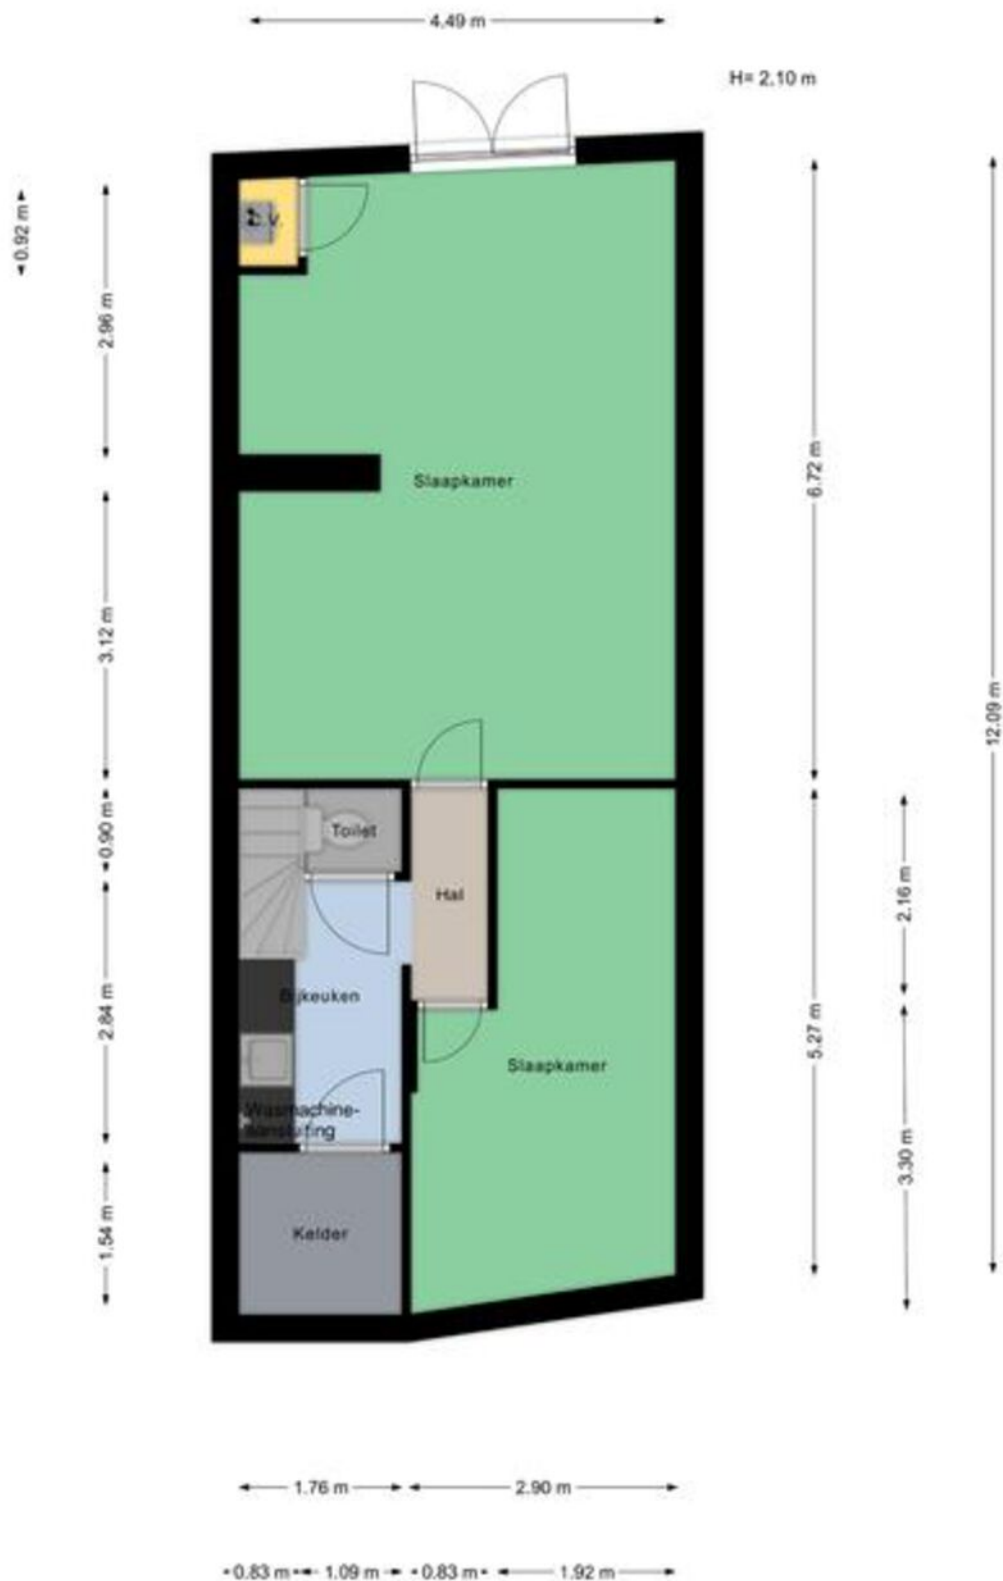 4.49 m
H= 2.10 m
0.92 m
2.96 m
6.72 m
Slaapkamer
3.12 m
12.09 m
0.90 m
Toilet
Hal
2.16 m
Bijkeuken
2.84 m
5.27 m
Slaapkamer
Wasmachine-
aansluiting
3.30 m
1.54 m
Kelder
1.76 m
2.90 m
0.83 m
1.09 m
0.83 m
1.92 m